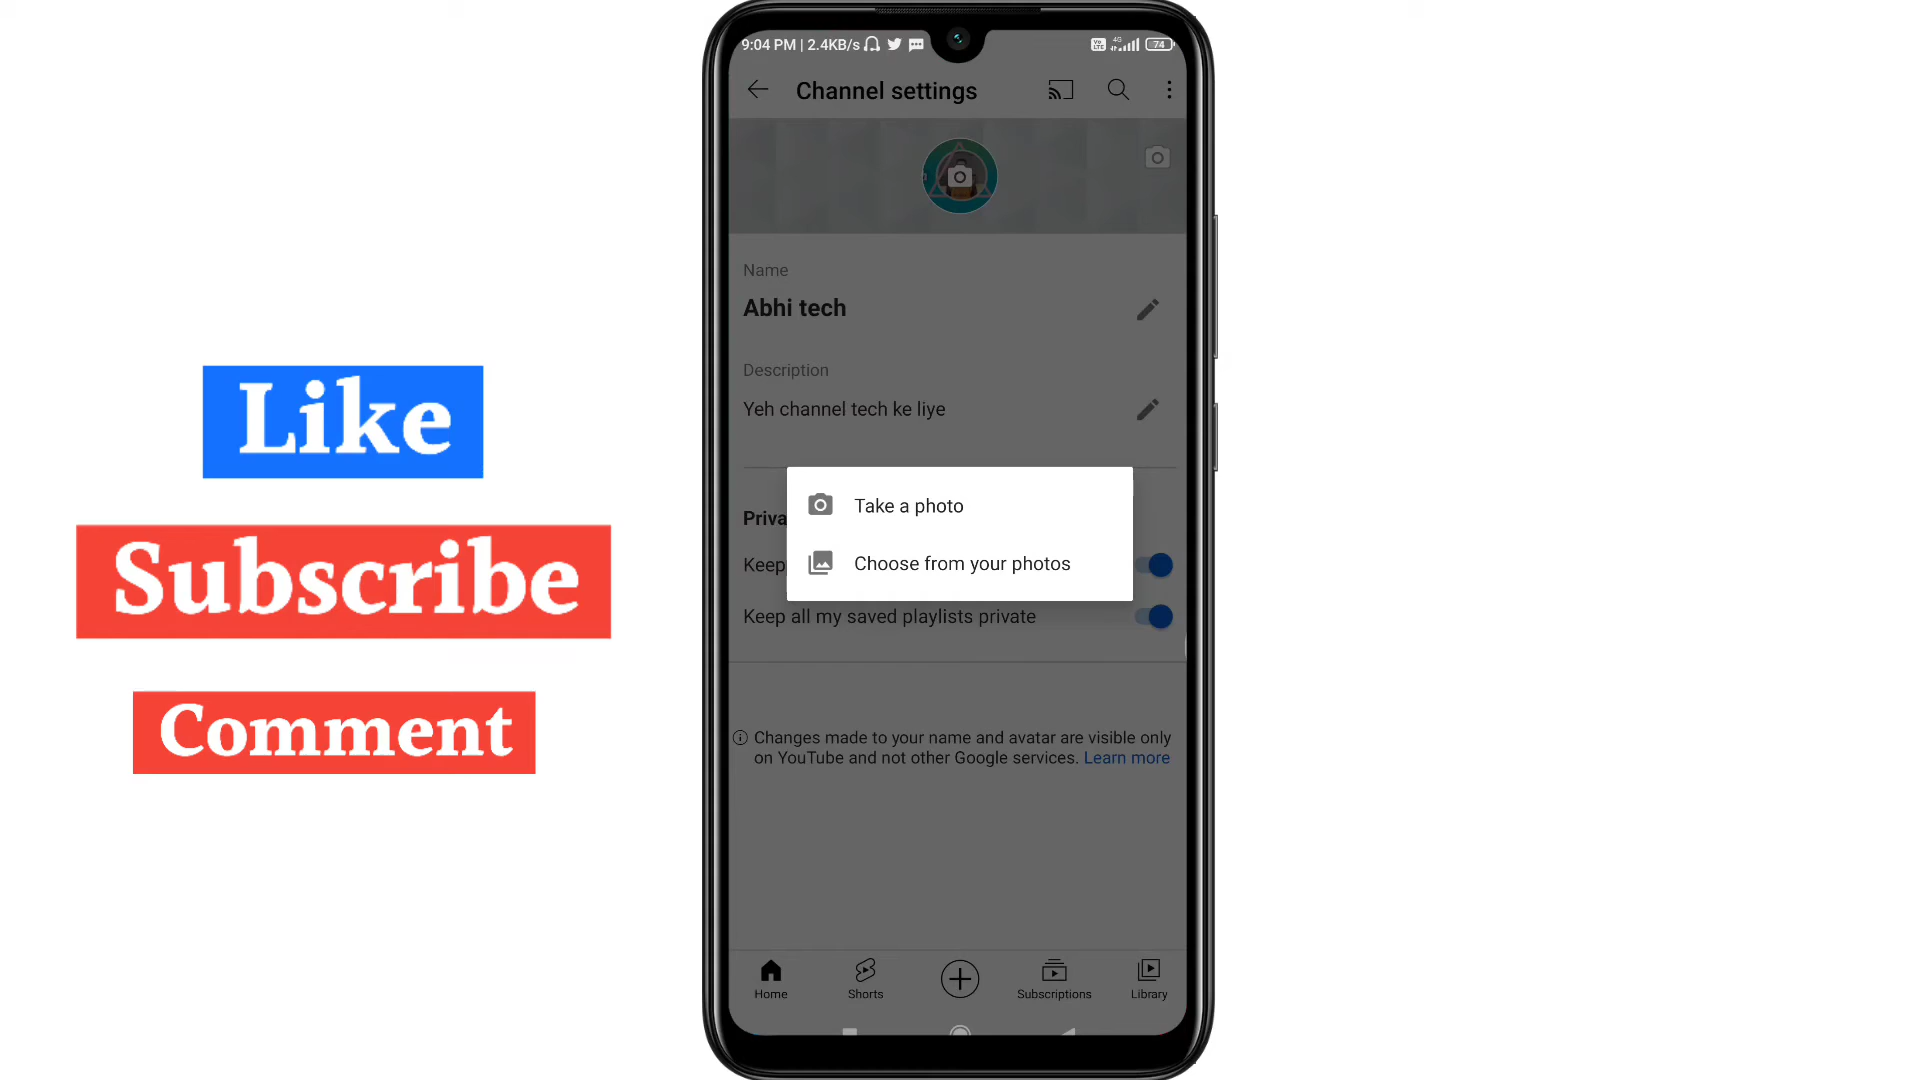 9:04 PM | 2.4KB/s
Vo LTE 4G 74
Channel settings
Name
Abhi tech
Description
Yeh channel tech ke liye
Take a photo
Priva
Choose from your photos
Keep
Keep all my saved playlists private
Changes made to your name and avatar are visible only
on YouTube and not other Google services. Learn more
Home
Shorts
Subscriptions
Library
Like
Subscribe
Comment